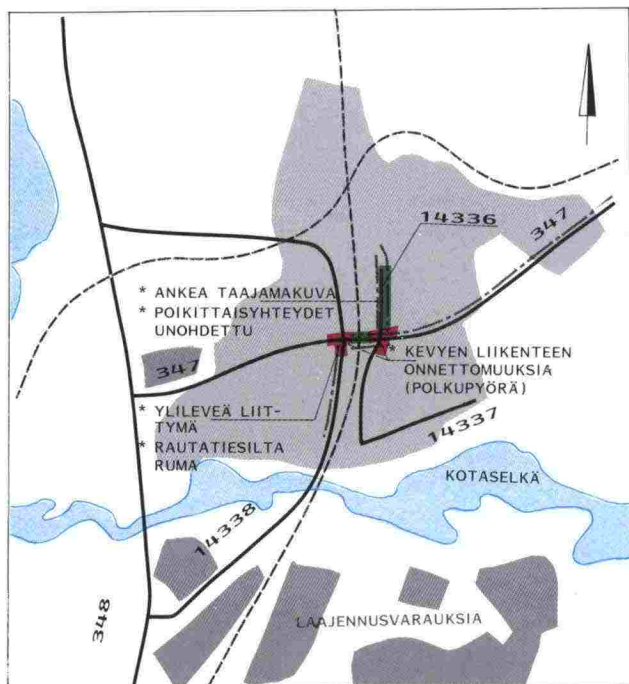 14336
347
* ANKEA TAAJAMAKUVA
* POIKITTAISYHTEYDET
UNOHDETTU
* KEVYEN LIIKENTEEN
ONNETTOMUUKSIA
(POLKUPYÖRÄ)
347
* YLILEVEÄ LIIT-
TYMÄ
* RAUTATIESILTA
RUMA
14337
KOTASELKÄ
14338
348
LAAJENNUSVARAUKSIA